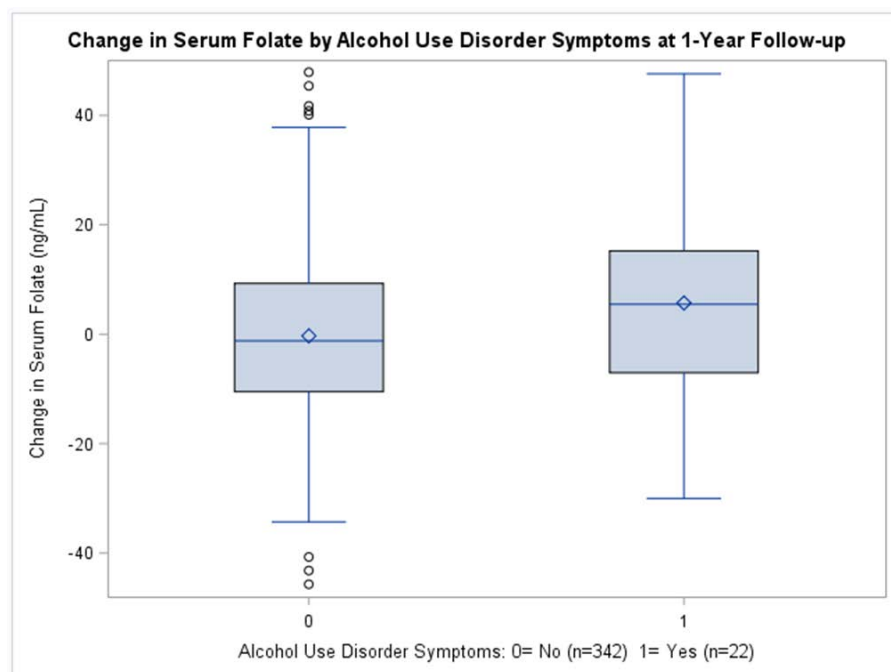 Change in Serum Folate by Alcohol Use Disorder Symptoms at 1-Year Follow-up
Change in Serum Folate (ng/mL)
40
20
0
-20
-40
0
1
Alcohol Use Disorder Symptoms: 0= No (n=342) 1= Yes (n=22)